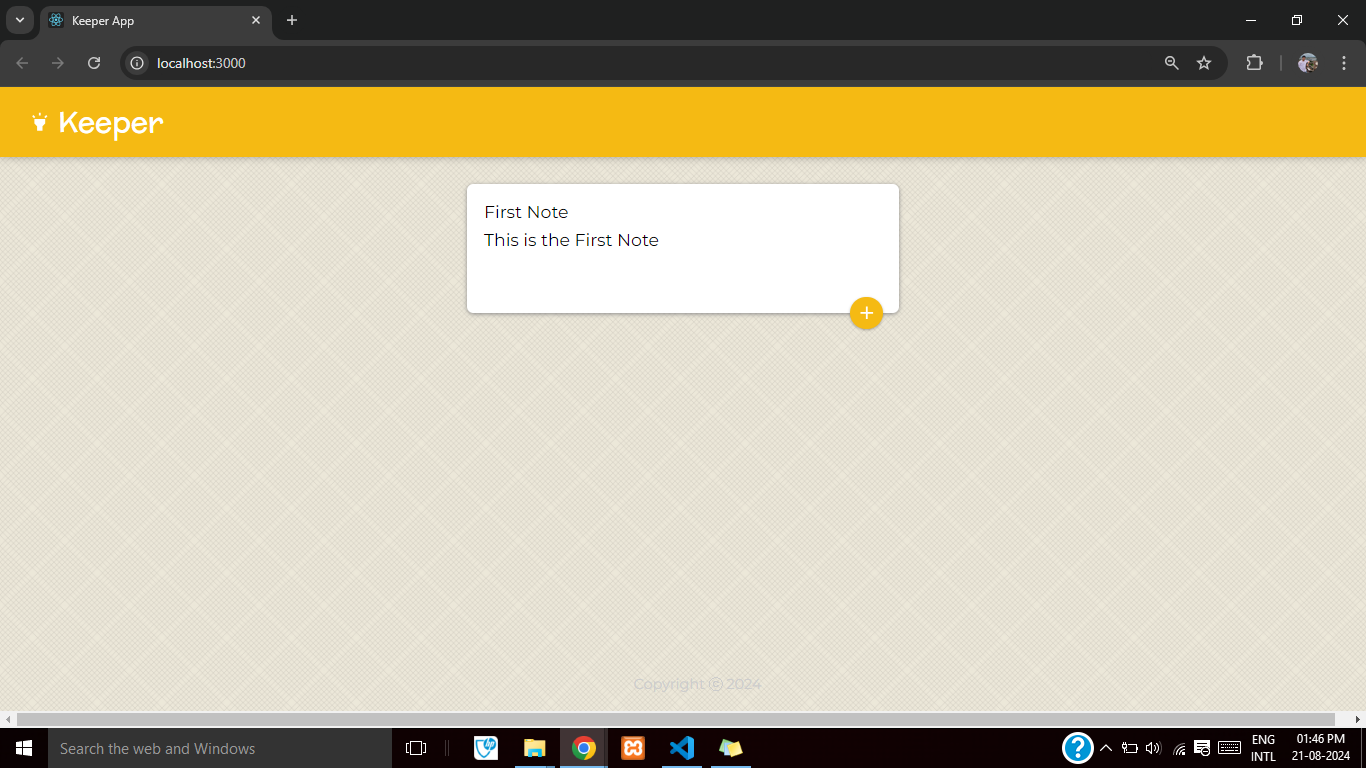 Keeper App
localhost:3000
Keeper
First Note
This is the First Note
Copyright ⓒ 2024
Search the web and Windows
ENG
INTL
01:46 PM
21-08-2024